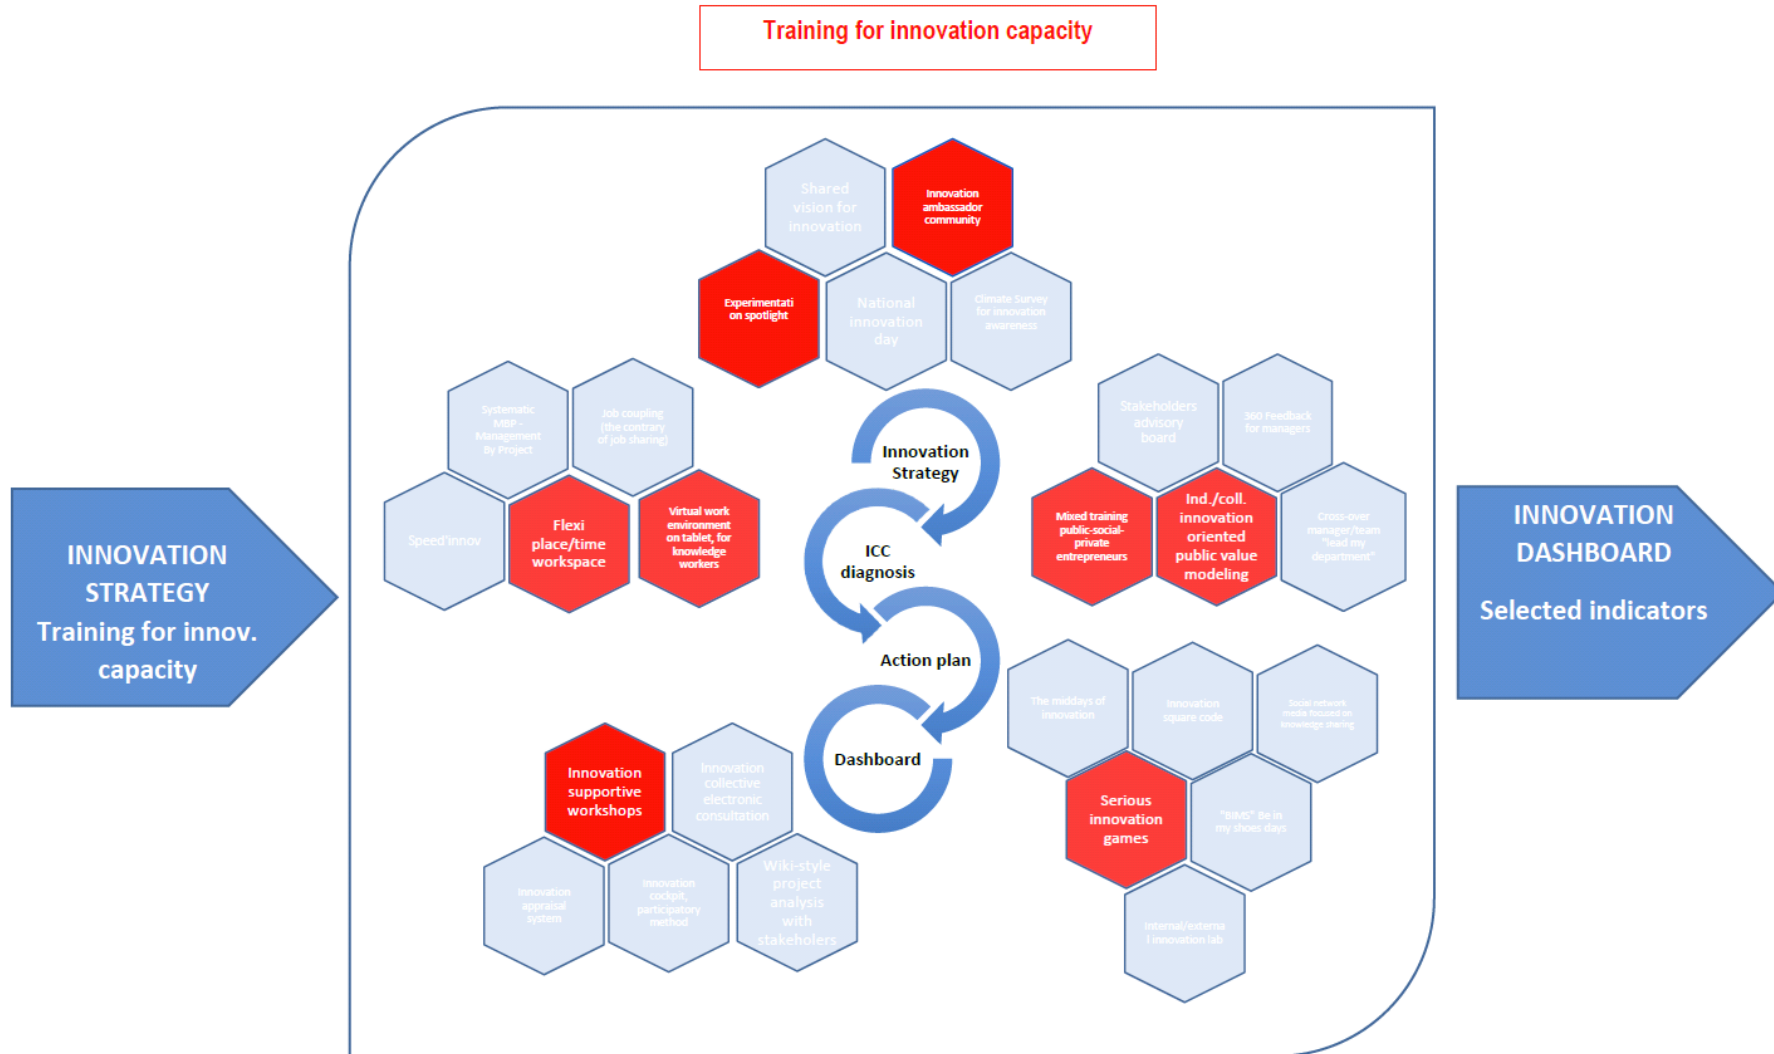 Training for innovation capacity
Shared
vision for
innovation
Innovation
ambassador
community
Experimentati
on spotlight
National
innovation
day
Climate Survey
for innovation
awareness
Systematic
MBP -
Management
By Project
Job coupling
(the contrary
of job sharing)
Speed'innov
Flexi
place/time
workspace
Virtual work
environment
on tablet, for
knowledge
workers
Innovation
Strategy
ICC
diagnosis
Action plan
Dashboard
Stakeholders
advisory
board
360 Feedback
for managers
Mixed training
public-social-
private
entrepreneurs
Ind./coll.
innovation
oriented
public value
modeling
Cross-over
manager/team
"lead my
department"
INNOVATION
STRATEGY
Training for innov.
capacity
INNOVATION
DASHBOARD
Selected indicators
The middays of
innovation
Innovation
square code
Social network
media focused on
knowledge sharing
Serious
innovation
games
"BIMS" Be in
my shoes days
Internal/externa
l innovation lab
Innovation
supportive
workshops
Innovation
collective
electronic
consultation
Innovation
appraisal
system
Innovation
cockpit,
participatory
method
Wiki-style
project
analysis
with
stakeholers